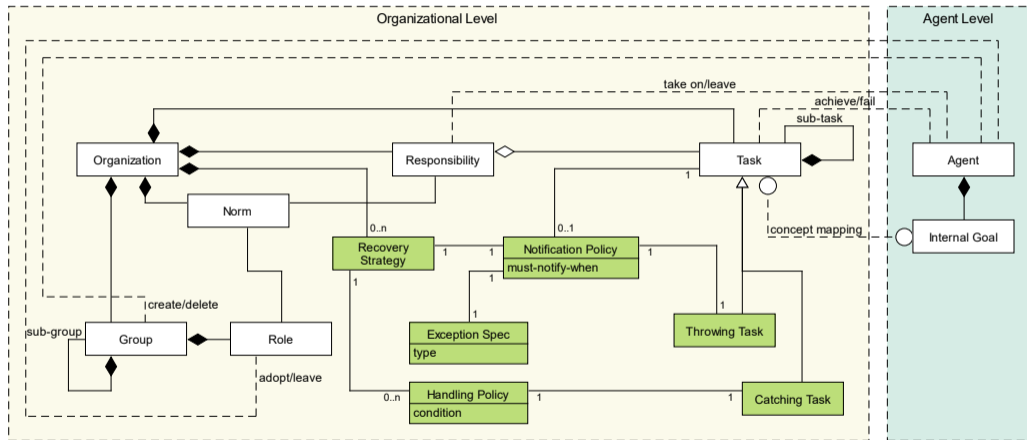 Organizational Level
Agent Level
take on/leave
achieve/fail
sub-task
Organization
Responsibility
Task
Agent
1
Norm
0..n
0..1
concept mapping
Internal Goal
Recovery
Strategy
1
1
Notification Policy
must-notify-when
1
1
1
create/delete
1
1
sub-group
Group
Role
Exception Spec
type
Throwing Task
adopt/leave
0..n
Handling Policy
condition
1
1
Catching Task